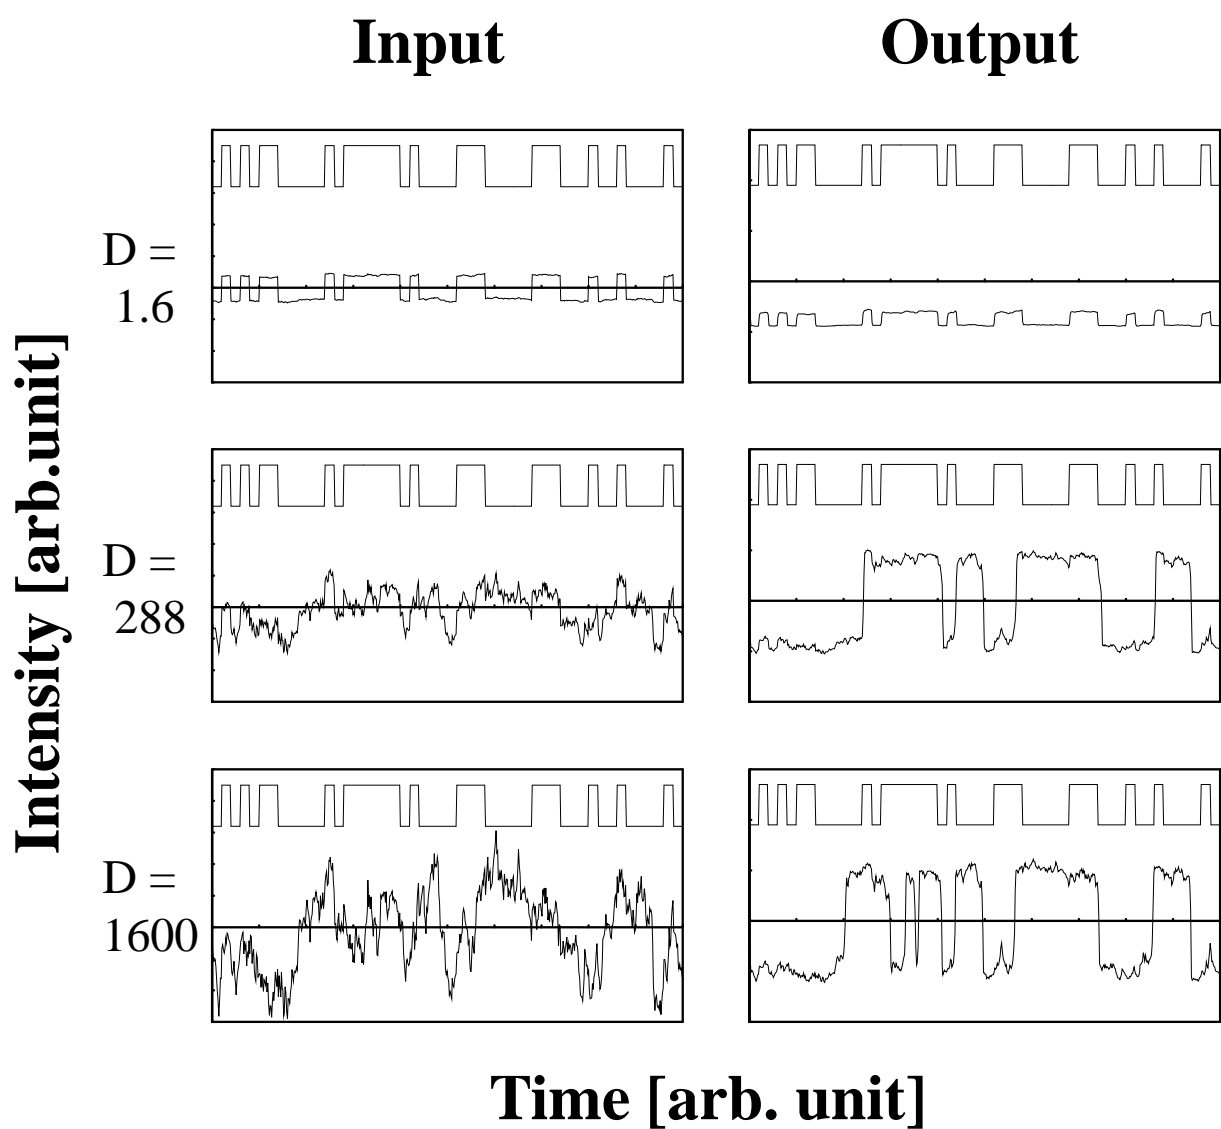 Input
Output
D =
1.6
D =
288
D =
1600
Intensity [arb.unit]
Time [arb. unit]